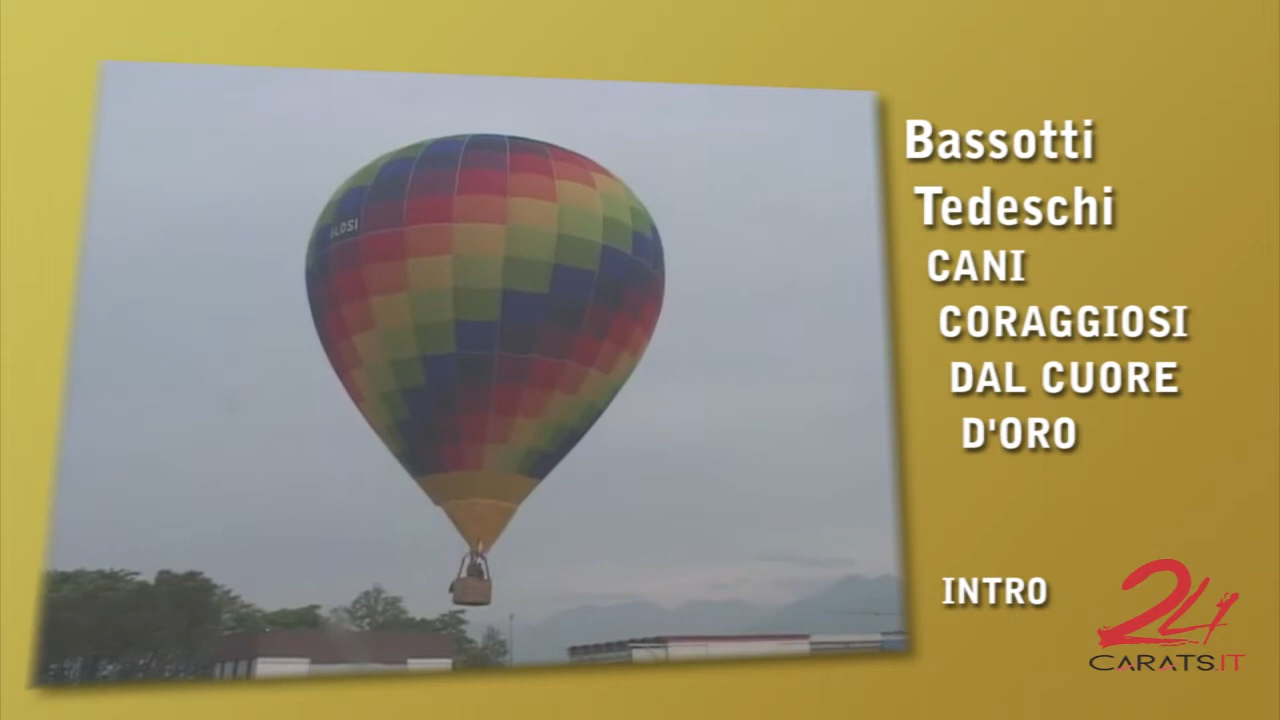 Bassotti
Tedeschi
CANI
CORAGGIOSI
DAL CUORE
D'ORO
INTRO
24
CARATS.IT